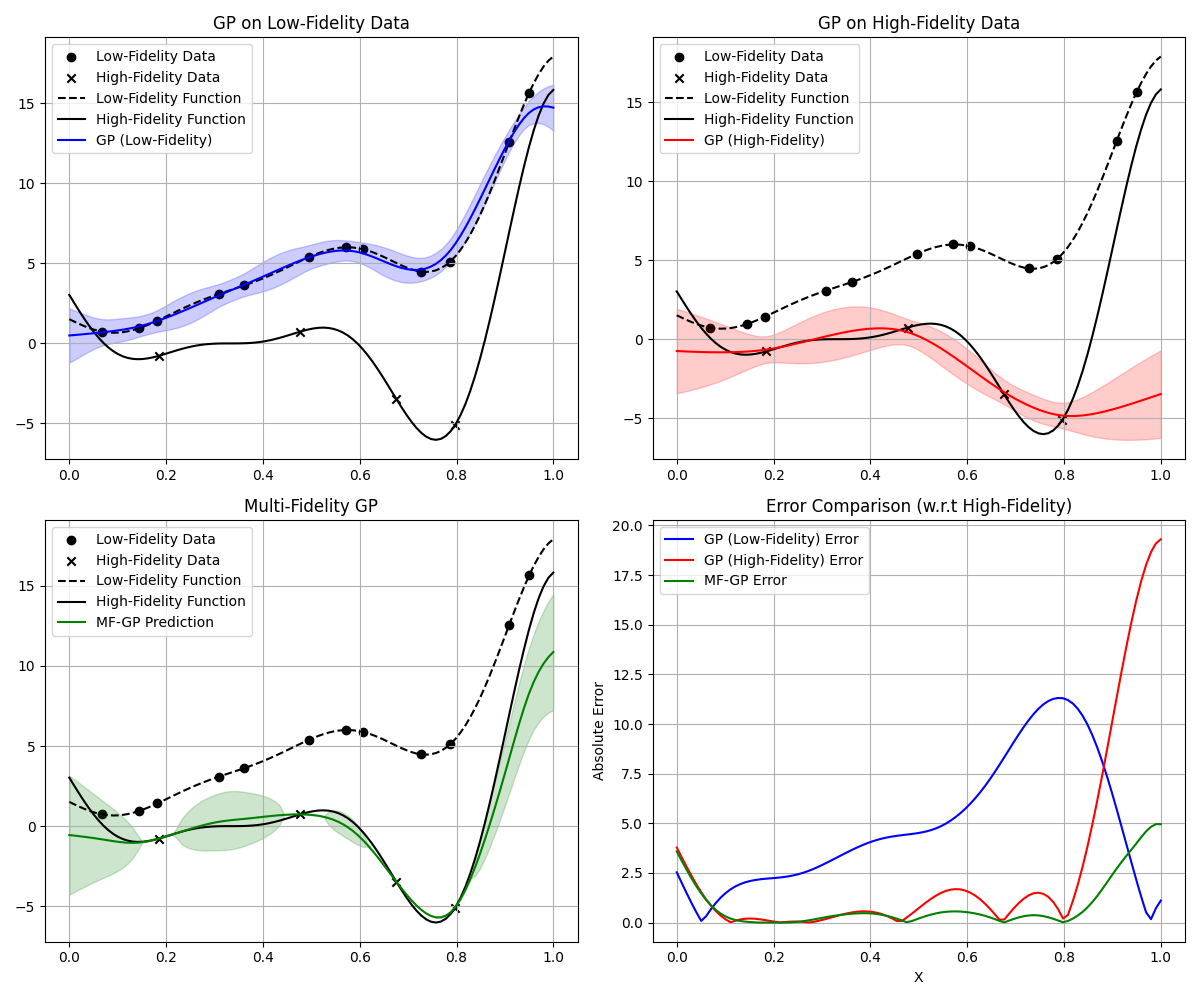 GP on Low-Fidelity Data
Low-Fidelity Data
High-Fidelity Data
Low-Fidelity Function
High-Fidelity Function
GP (Low-Fidelity)
15
10
5
0
−5
0.0 0.2 0.4 0.6 0.8 1.0
GP on High-Fidelity Data
Low-Fidelity Data
High-Fidelity Data
Low-Fidelity Function
High-Fidelity Function
GP (High-Fidelity)
15
10
5
0
−5
0.0 0.2 0.4 0.6 0.8 1.0
Multi-Fidelity GP
Low-Fidelity Data
High-Fidelity Data
Low-Fidelity Function
High-Fidelity Function
MF-GP Prediction
15
10
5
0
−5
0.0 0.2 0.4 0.6 0.8 1.0
Error Comparison (w.r.t High-Fidelity)
GP (Low-Fidelity) Error
GP (High-Fidelity) Error
MF-GP Error
Absolute Error
20.0
17.5
15.0
12.5
10.0
7.5
5.0
2.5
0.0
0.0 0.2 0.4 0.6 0.8 1.0
X